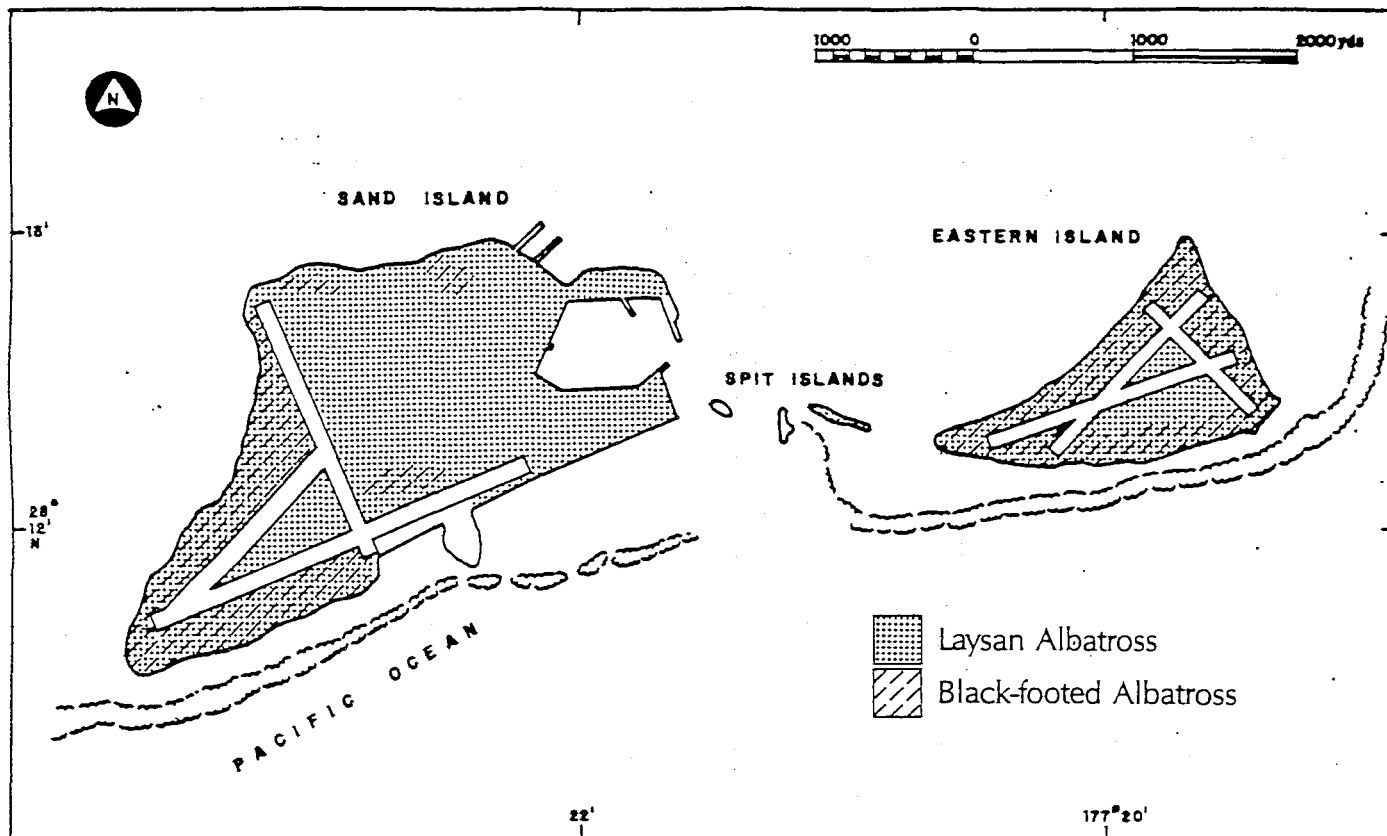 1000 0 1000 2000 yds
N
SAND ISLAND
15'
EASTERN ISLAND
SPIT ISLANDS
28°
12'
N
Laysan Albatross
Black-footed Albatross
PACIFIC OCEAN
22'
177° 20'